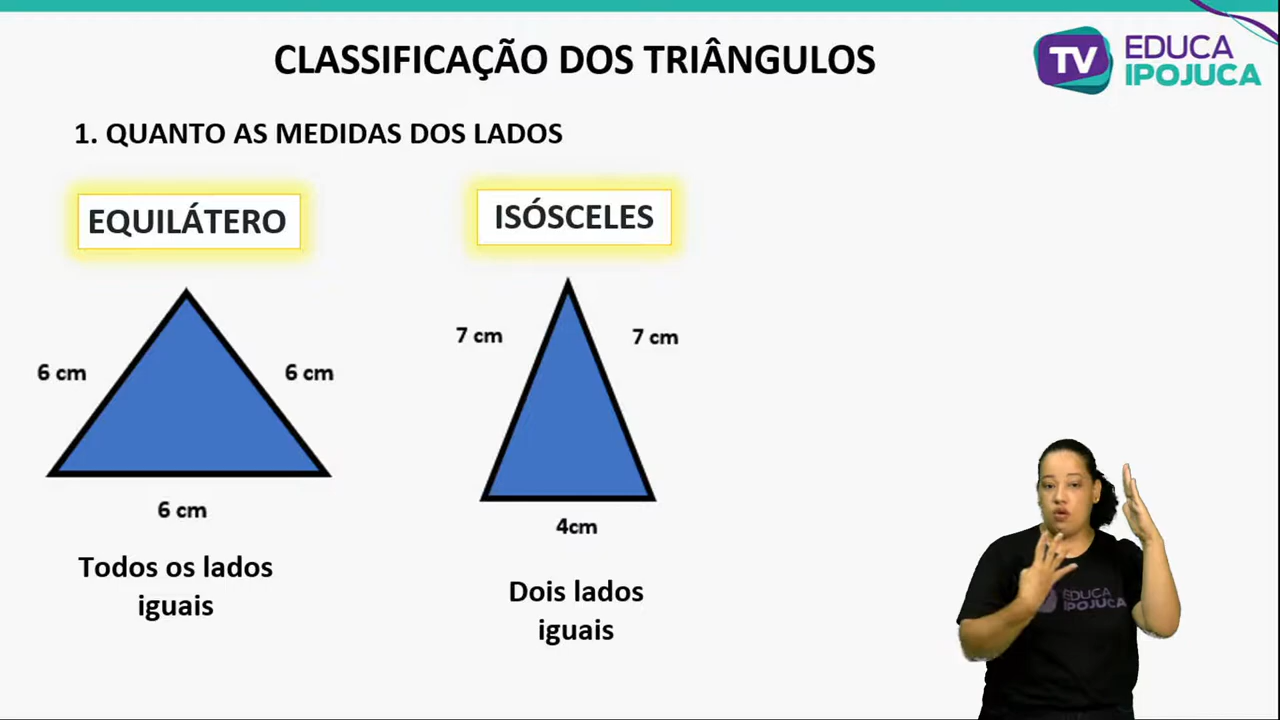 CLASSIFICAÇÃO DOS TRIÂNGULOS
TV EDUCA
IPOJUCA
1. QUANTO AS MEDIDAS DOS LADOS
EQUILÁTERO
ISÓSCELES
6 cm
6 cm
6 cm
Todos os lados
iguais
7 cm
7 cm
4cm
Dois lados
iguais
EDUCA
IPOJUCA